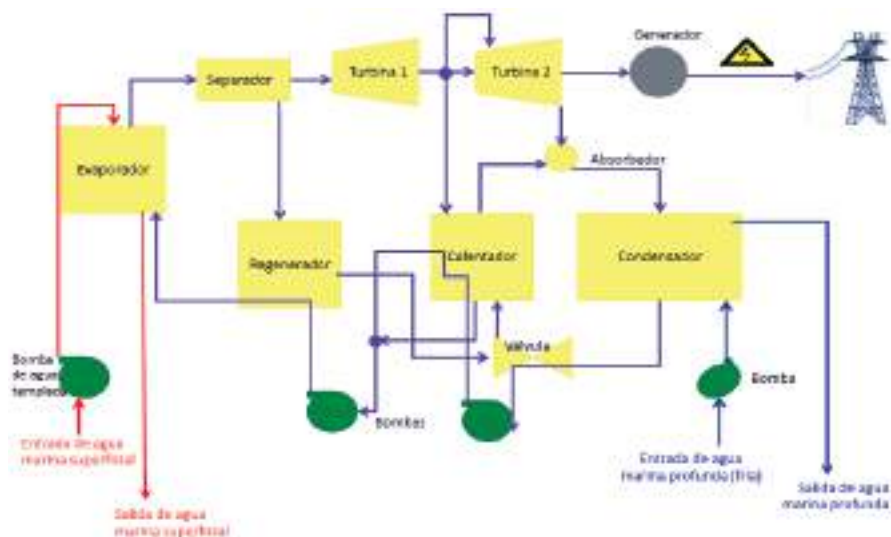 Generador
Separador
Turbina 1
Turbina 2
Evaporador
Absorbedor
Regenerador
Calentador
Condensador
Válvula
Bomba
de agua
templada
Bombas
Bomba
Entrada de agua
marina superficial
Entrada de agua
marina profunda (fría)
Salida de agua
marina profunda
Salida de agua
marina superficial